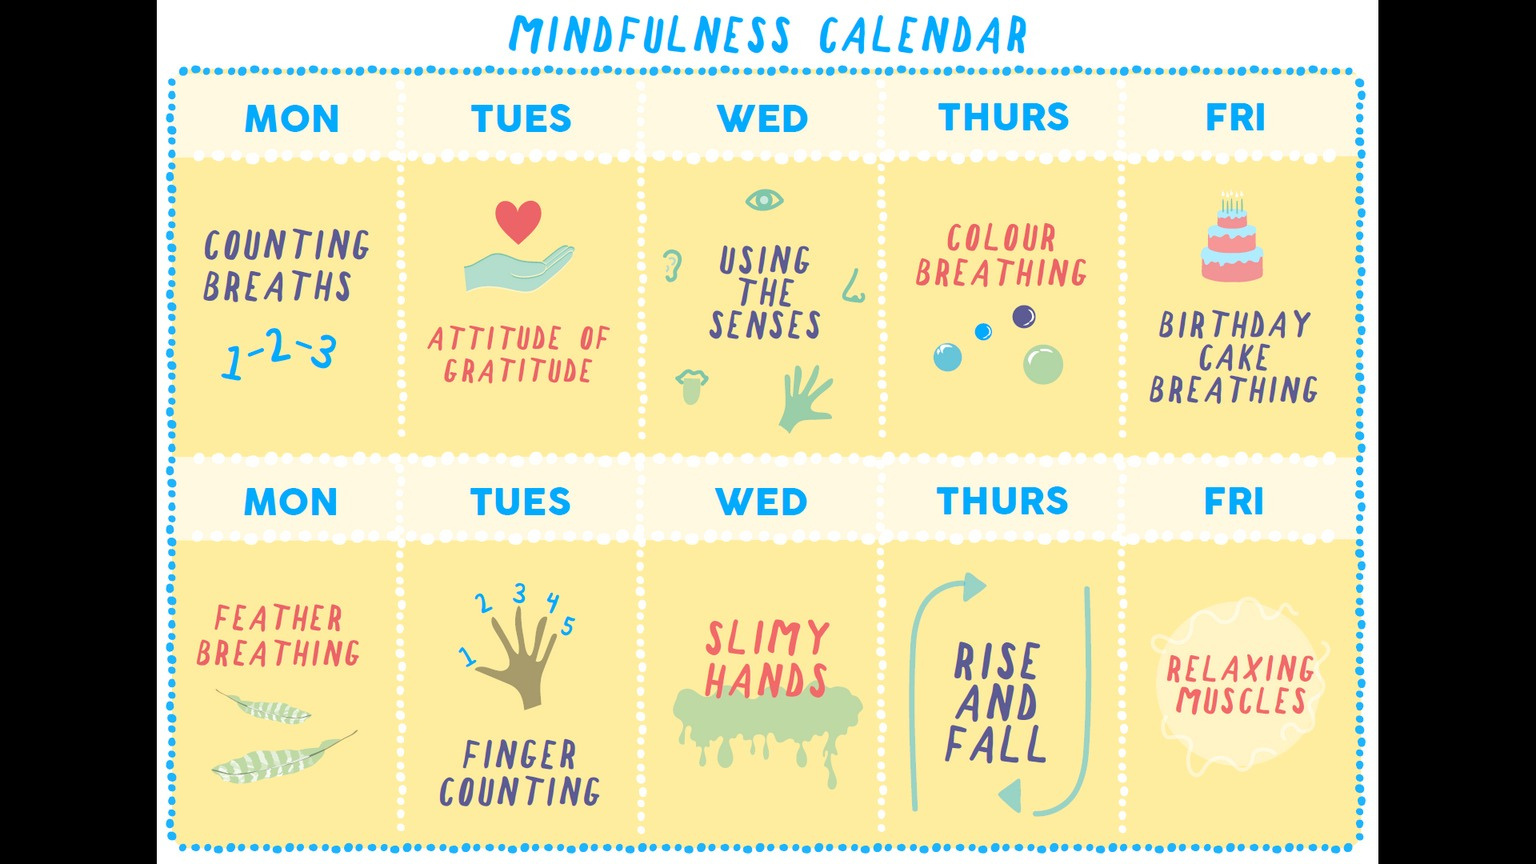 MINDFULNESS CALENDAR
MON TUES WED THURS FRI
COUNTING
BREATHS
1-2-3
ATTITUDE OF
GRATITUDE
USING
THE
SENSES
COLOUR
BREATHING
BIRTHDAY
CAKE
BREATHING
MON TUES WED THURS FRI
FEATHER
BREATHING
1 2 3 4 5
FINGER
COUNTING
SLIMY
HANDS
RISE
AND
FALL
RELAXING
MUSCLES